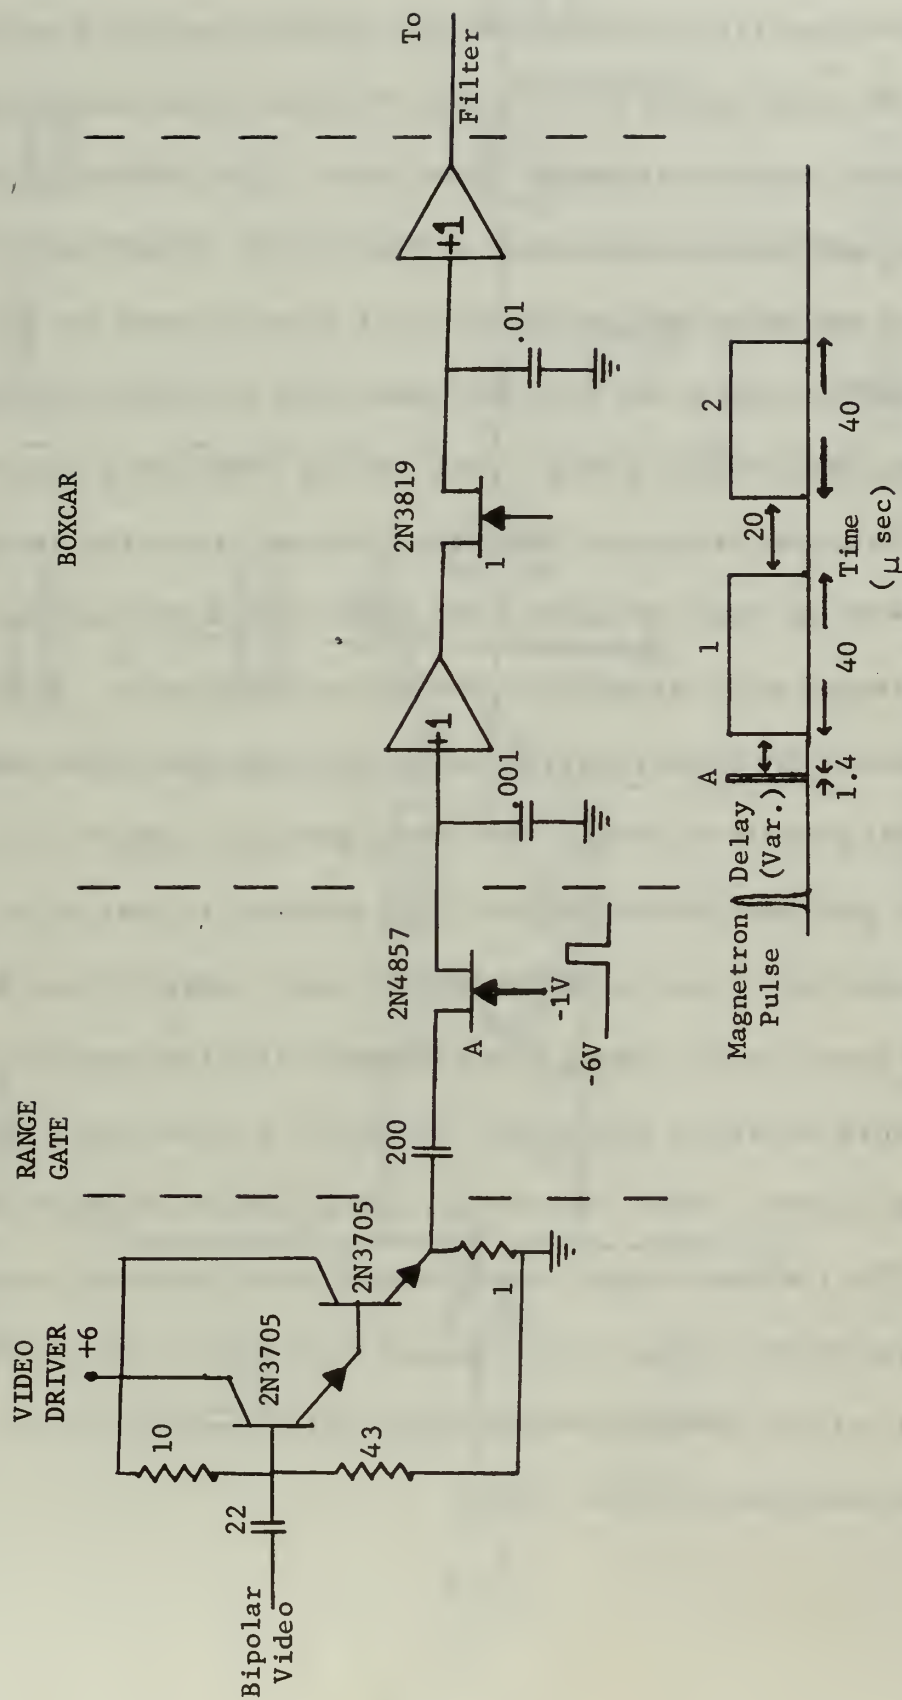 VIDEO
DRIVER
RANGE
GATE
BOXCAR
+6
10
2N3705
2N3705
22
43
1
Bipolar
Video
200
2N4857
A
-1V
-6V
+1
.001
2N3819
1
+1
.01
To
Filter
Magnetron
Pulse
Delay
(Var.)
A
1.4
1
40
20
2
40
Time
(μ sec)